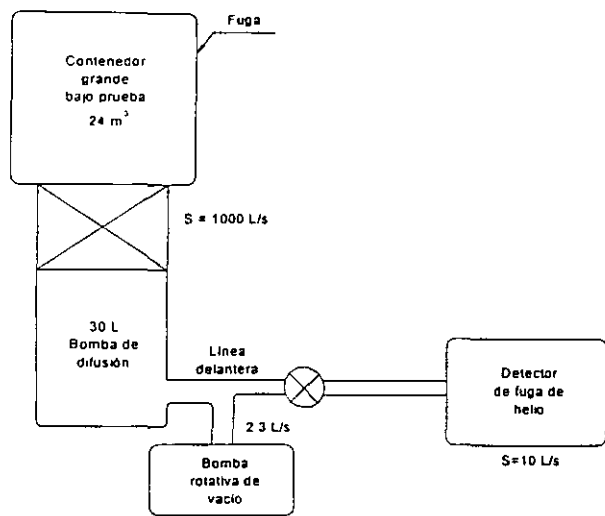 Fuga
Contenedor
grande
bajo prueba
24 m³
S = 1000 L/s
30 L
Bomba de
difusión
Línea
delantera
Detector
de fuga de
helio
2 3 L/s
S=10 L/s
Bomba
rotativa de
vacío